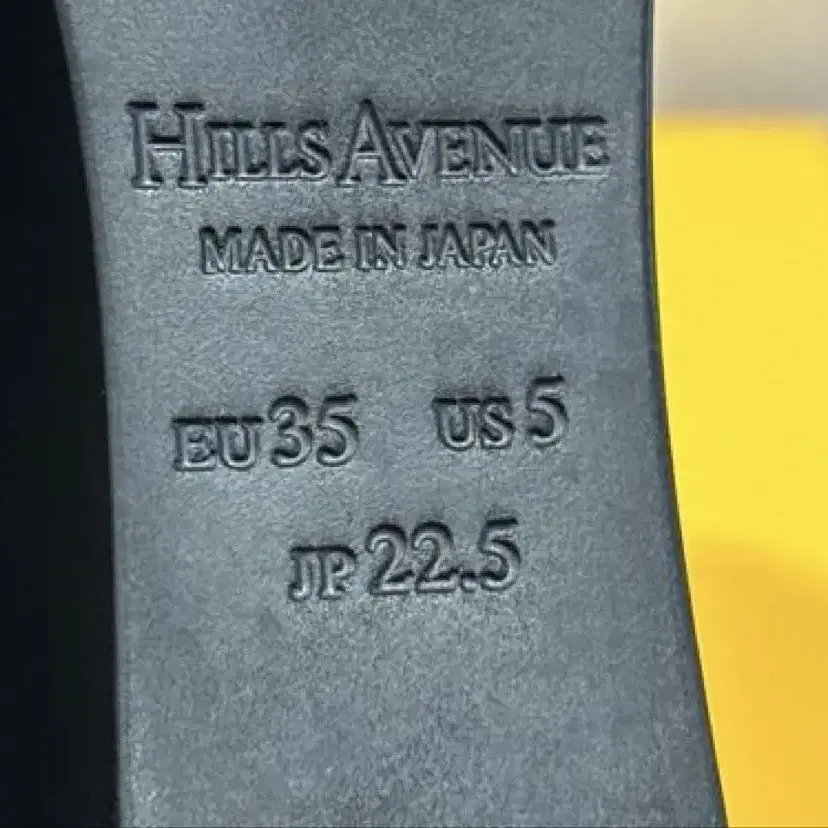 HILLS AVENUE
MADE IN JAPAN
EU 35 US 5
JP 22.5